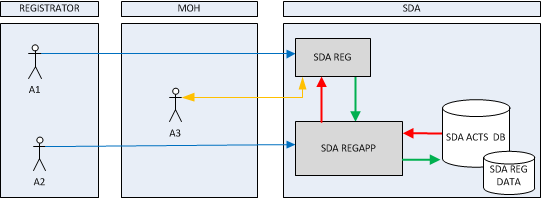 REGISTRATOR
MOH
SDA
A1
SDA REG
A3
SDA REGAPP
SDA ACTS DB
A2
SDA REG
DATA